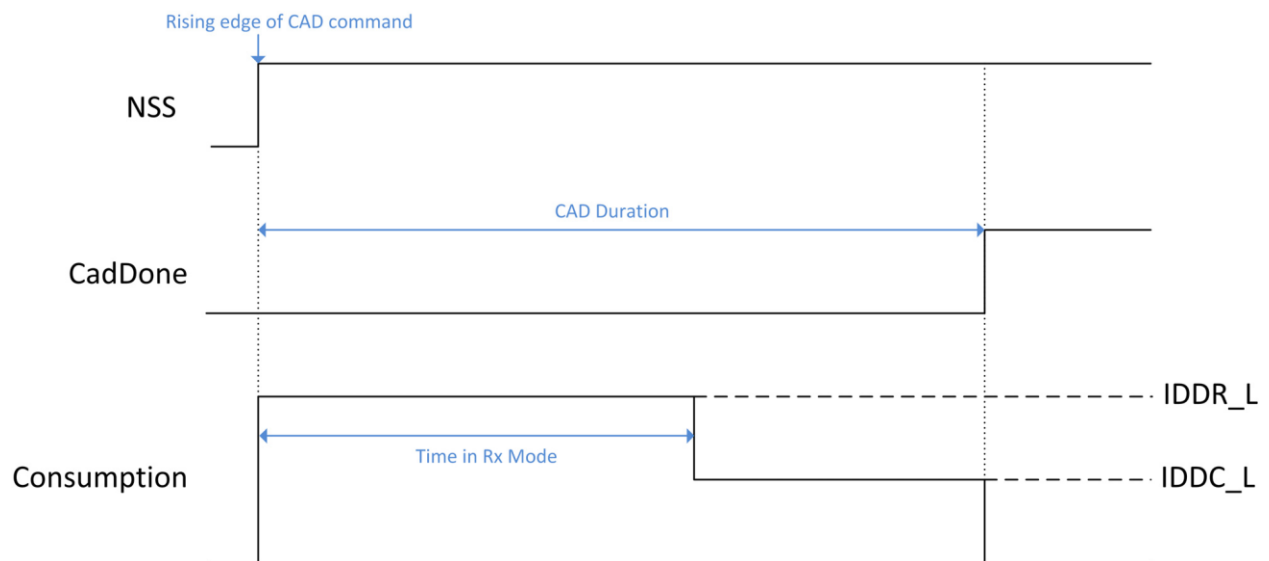 Rising edge of CAD command
NSS
CAD Duration
CadDone
IDDR_L
Time in Rx Mode
Consumption
IDDC_L